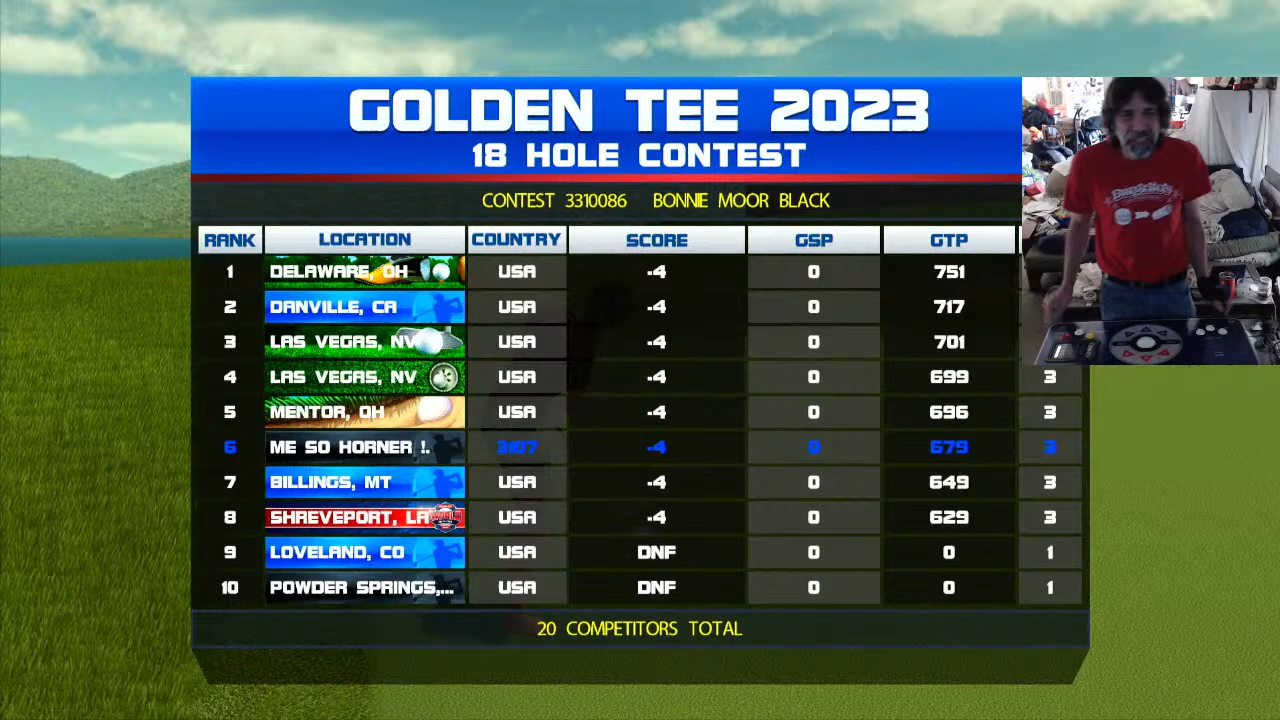 GOLDEN TEE 2023
18 HOLE CONTEST
CONTEST 3310086 BONNIE MOOR BLACK
RANK LOCATION COUNTRY SCORE GSP GTP
1 DELAWARE, OH USA -4 0 751
2 DANVILLE, CA USA -4 0 717
3 LAS VEGAS, NV USA -4 0 701
4 LAS VEGAS, NV USA -4 0 699 3
5 MENTOR, OH USA -4 0 696 3
6 ME SO HORNER !. 3107 -4 0 679 3
7 BILLINGS, MT USA -4 0 649 3
8 SHREVEPORT, LA USA -4 0 629 3
9 LOVELAND, CO USA DNF 0 0 1
10 POWDER SPRINGS,... USA DNF 0 0 1
20 COMPETITORS TOTAL